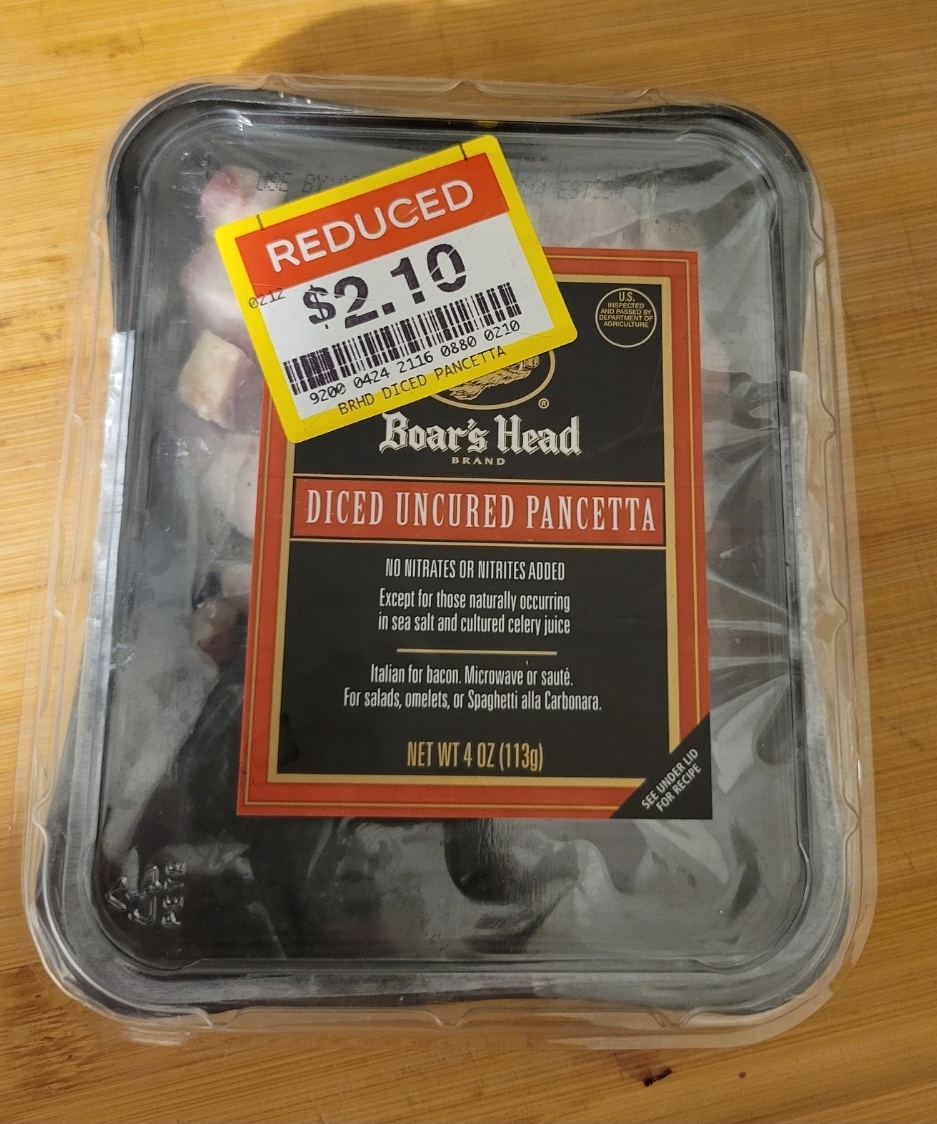 USE BY
EST.
REDUCED
0212
$2.10
9200 0424 2116 0880 0210
BRHD DICED PANCETTA
U.S.
INSPECTED
AND PASSED BY
DEPARTMENT OF
AGRICULTURE
®
Boar's Head
BRAND
DICED UNCURED PANCETTA
NO NITRATES OR NITRITES ADDED
Except for those naturally occurring
in sea salt and cultured celery juice
Italian for bacon. Microwave or sauté.
For salads, omelets, or Spaghetti alla Carbonara.
NET WT 4 OZ (113g)
SEE UNDER LID
FOR RECIPE